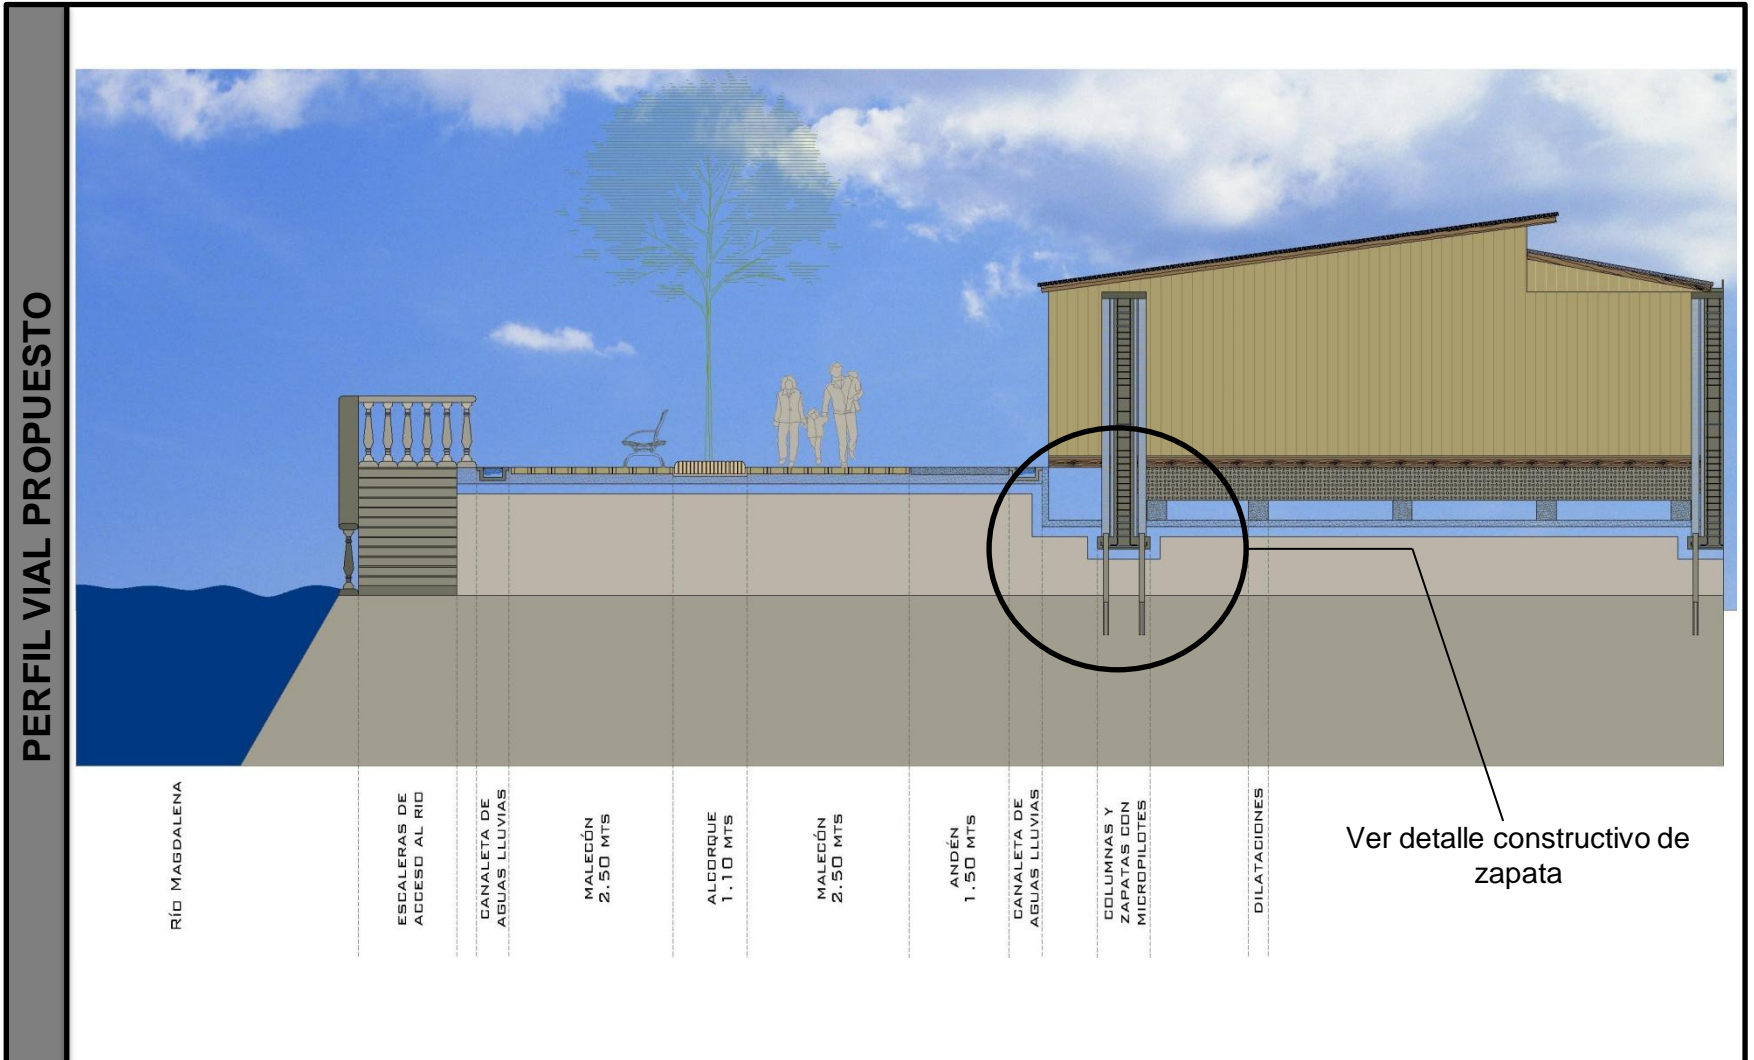 PERFIL VIAL PROPUESTO
RÍO MAGDALENA
ESCALERAS DE
ACCESO AL RIO
CANALETA DE
AGUAS LLUVIAS
MALECÓN
2.50 MTS
ALCORQUE
1.10 MTS
MALECÓN
2.50 MTS
ANDÉN
1.50 MTS
CANALETA DE
AGUAS LLUVIAS
COLUMNAS Y
ZAPATAS CON
MICROPILOTES
DILATACIONES
Ver detalle constructivo de
zapata